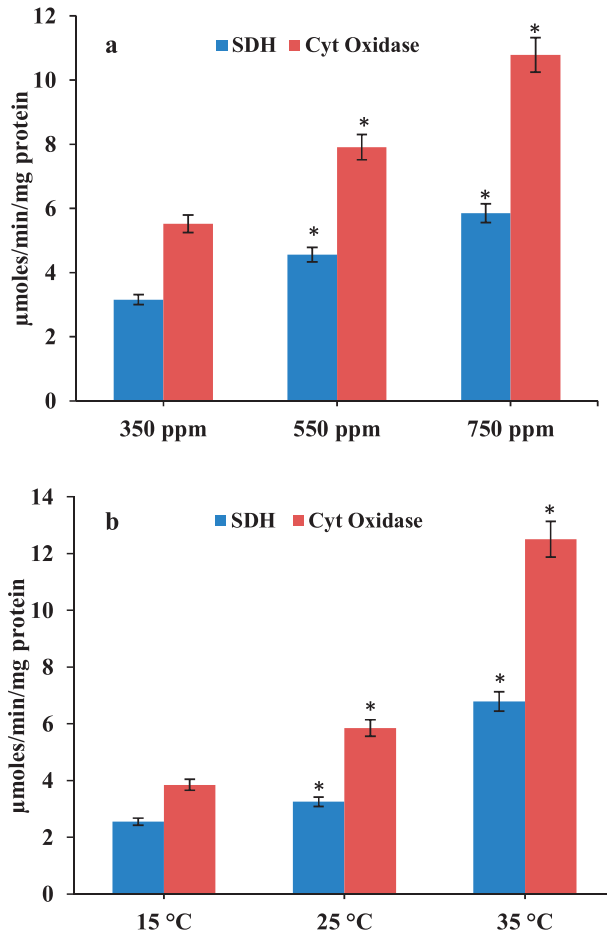 a
SDH Cyt Oxidase
μmoles/min/mg protein
12
10
8
6
4
2
0
* * * *
350 ppm 550 ppm 750 ppm
b
SDH Cyt Oxidase
μmoles/min/mg protein
14
12
10
8
6
4
2
0
* * * *
15 °C 25 °C 35 °C